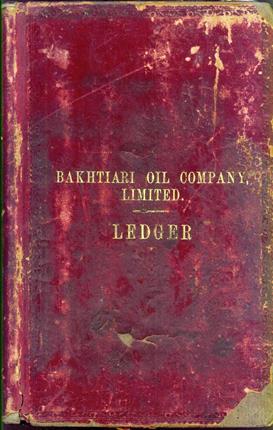 BAKHTIARI OIL COMPANY,
LIMITED.
LEDGER